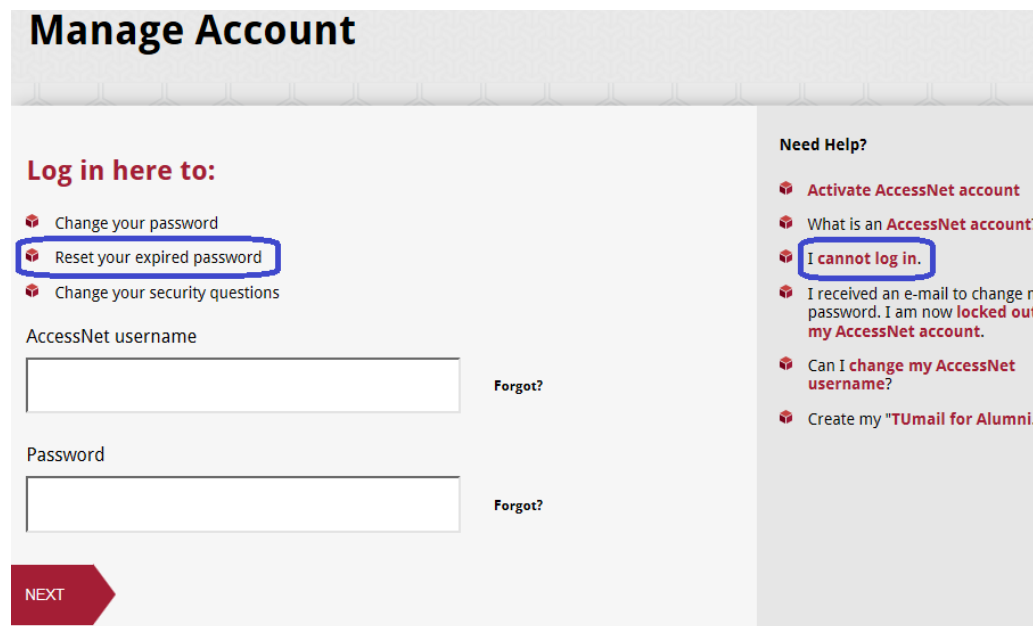 Manage Account
Log in here to:
Change your password
Reset your expired password
Change your security questions
AccessNet username
Forgot?
Password
Forgot?
NEXT
Need Help?
Activate AccessNet account
What is an AccessNet account?
I cannot log in.
I received an e-mail to change
password. I am now locked out
my AccessNet account.
Can I change my AccessNet
username?
Create my "TUmail for Alumni.